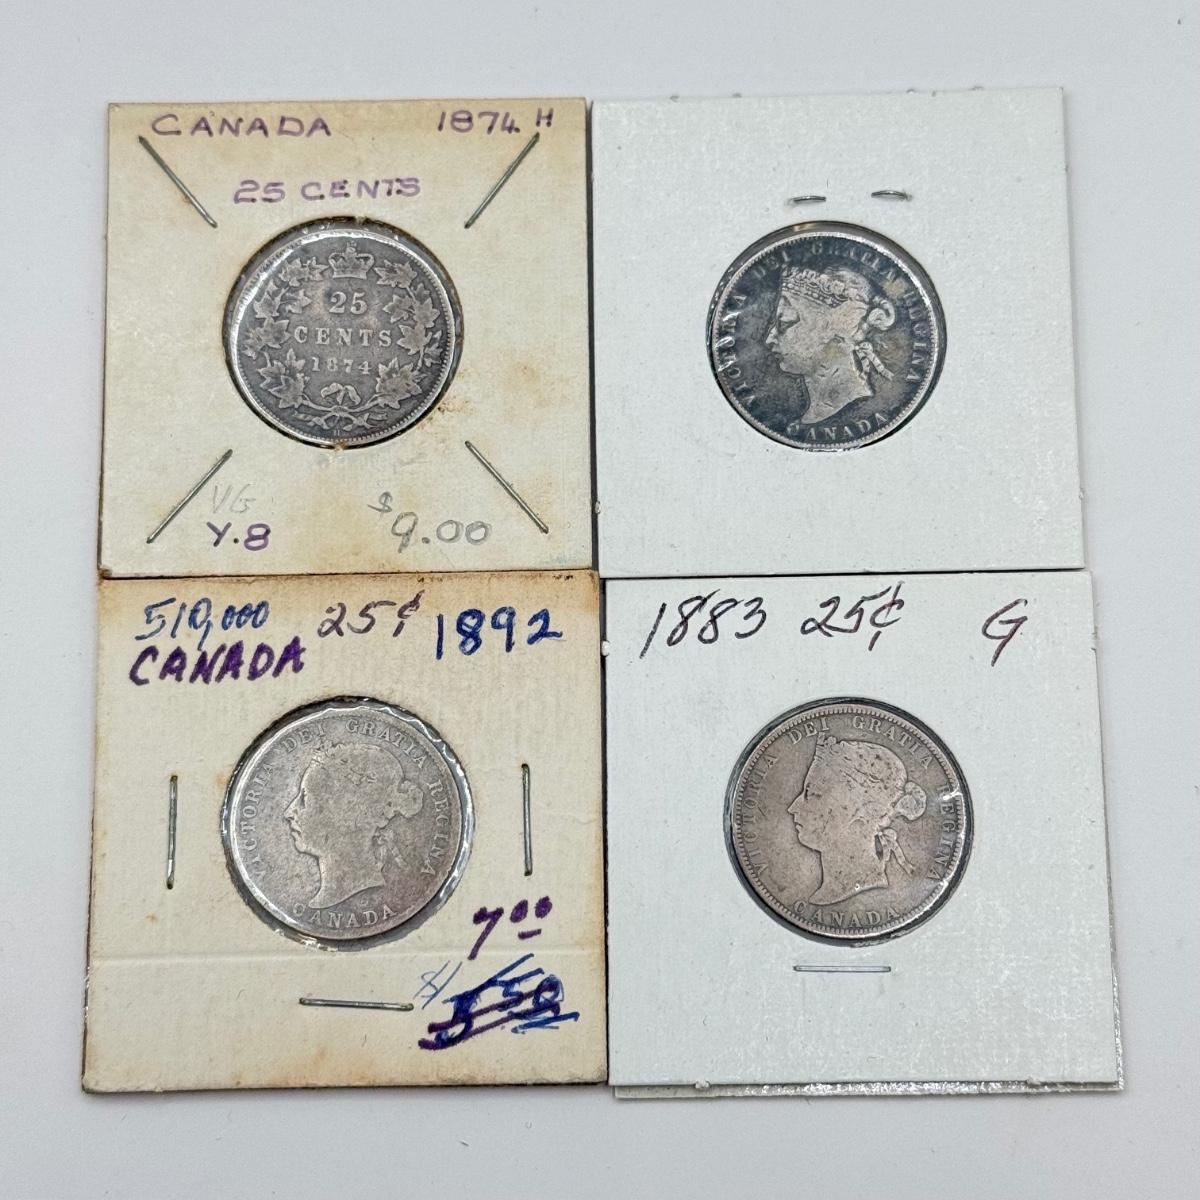 CANADA 1874 H
25 CENTS
25
CENTS
1874
H
VG
Y.8
$9.00
VICTORIA DEI GRATIA REGINA
CANADA
510,000 25¢ 1892
CANADA
VICTORIA DEI GRATIA REGINA
CANADA
7.00
$5.50
1883 25¢ G
VICTORIA DEI GRATIA REGINA
CANADA